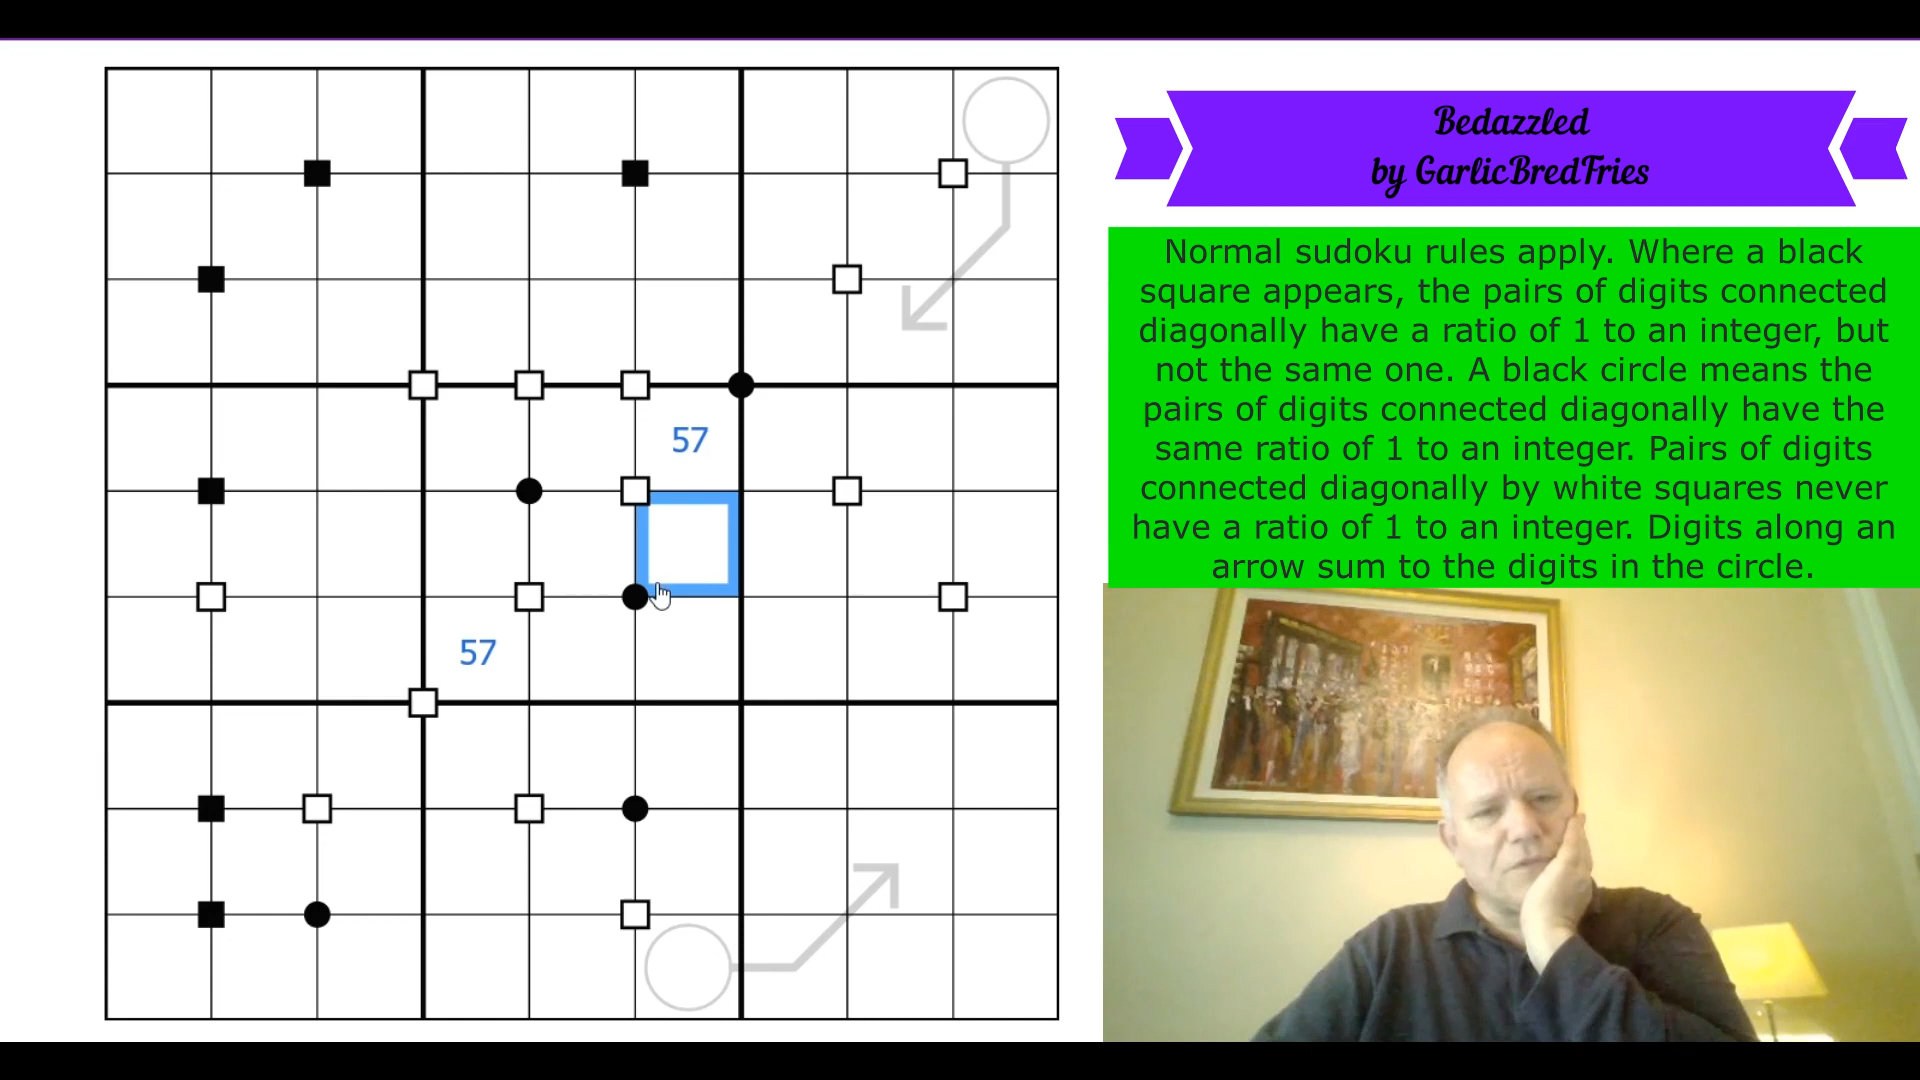 Bedazzled
by GarlicBredFries
Normal sudoku rules apply. Where a black
square appears, the pairs of digits connected
diagonally have a ratio of 1 to an integer, but
not the same one. A black circle means the
pairs of digits connected diagonally have the
same ratio of 1 to an integer. Pairs of digits
connected diagonally by white squares never
have a ratio of 1 to an integer. Digits along an
arrow sum to the digits in the circle.
57
57